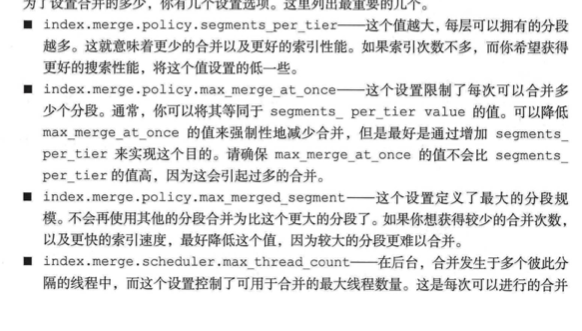 为了设置合并的多少，你有几个设置选项。这里列出最重要的几个。
■ index.merge.policy.segments_per_tier——这个值越大，每层可以拥有的分段
越多。这就意味着更少的合并以及更好的索引性能。如果索引次数不多，而你希望获得
更好的搜索性能，将这个值设置的低一些。
■ index.merge.policy.max_merge_at_once——这个设置限制了每次可以合并多
少个分段。通常，你可以将其等同于 segments_ per_tier value 的值。可以降低
max_merge_at_once 的值来强制性地减少合并，但是最好是通过增加 segments_
per_tier 来实现这个目的。请确保 max_merge_at_once 的值不会比 segments_
per_tier 的值高，因为这会引起过多的合并。
■ index.merge.policy.max_merged_segment——这个设置定义了最大的分段规
模。不会再使用其他的分段合并为比这个更大的分段了。如果你想获得较少的合并次数，
以及更快的索引速度，最好降低这个值，因为较大的分段更难以合并。
■ index.merge.scheduler.max_thread_count——在后台，合并发生于多个彼此分
隔的线程中，而这个设置控制了可用于合并的最大线程数量。这是每次可以进行的合并